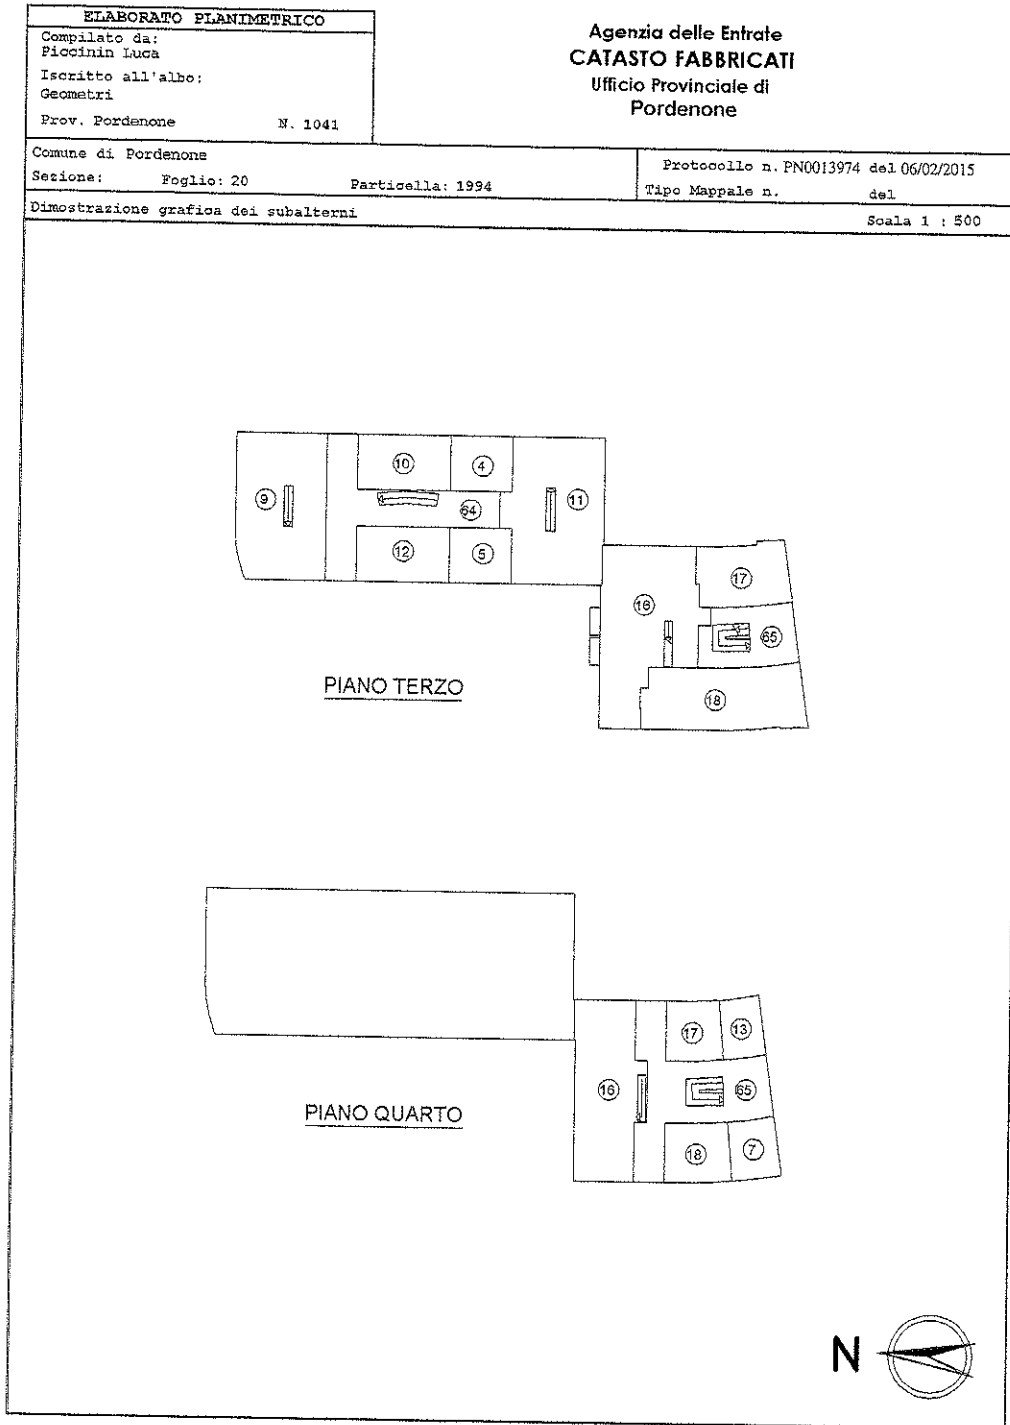 ELABORATO PLANIMETRICO
Compilato da:
Piccinin Luca
Iscritto all'albo:
Geometri
Prov. Pordenone N. 1041
Agenzia delle Entrate
CATASTO FABBRICATI
Ufficio Provinciale di
Pordenone
Comune di Pordenone
Sezione: Foglio: 20 Particella: 1994
Protocollo n. PN0013974 del 06/02/2015
Tipo Mappale n. del
Dimostrazione grafica dei subalterni
Scala 1 : 500
10
4
9
11
64
12
5
17
16
65
18
PIANO TERZO
17
13
16
65
18
7
PIANO QUARTO
N